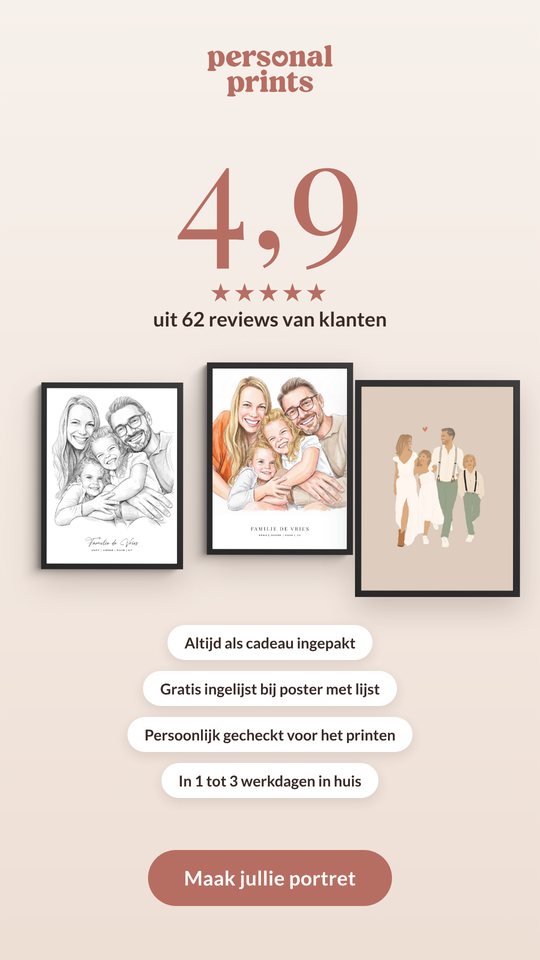 personal
prints
4,9
uit 62 reviews van klanten
Familie de Vries
FAMILIE DE VRIES
Altijd als cadeau ingepakt
Gratis ingelijst bij poster met lijst
Persoonlijk gecheckt voor het printen
In 1 tot 3 werkdagen in huis
Maak jullie portret